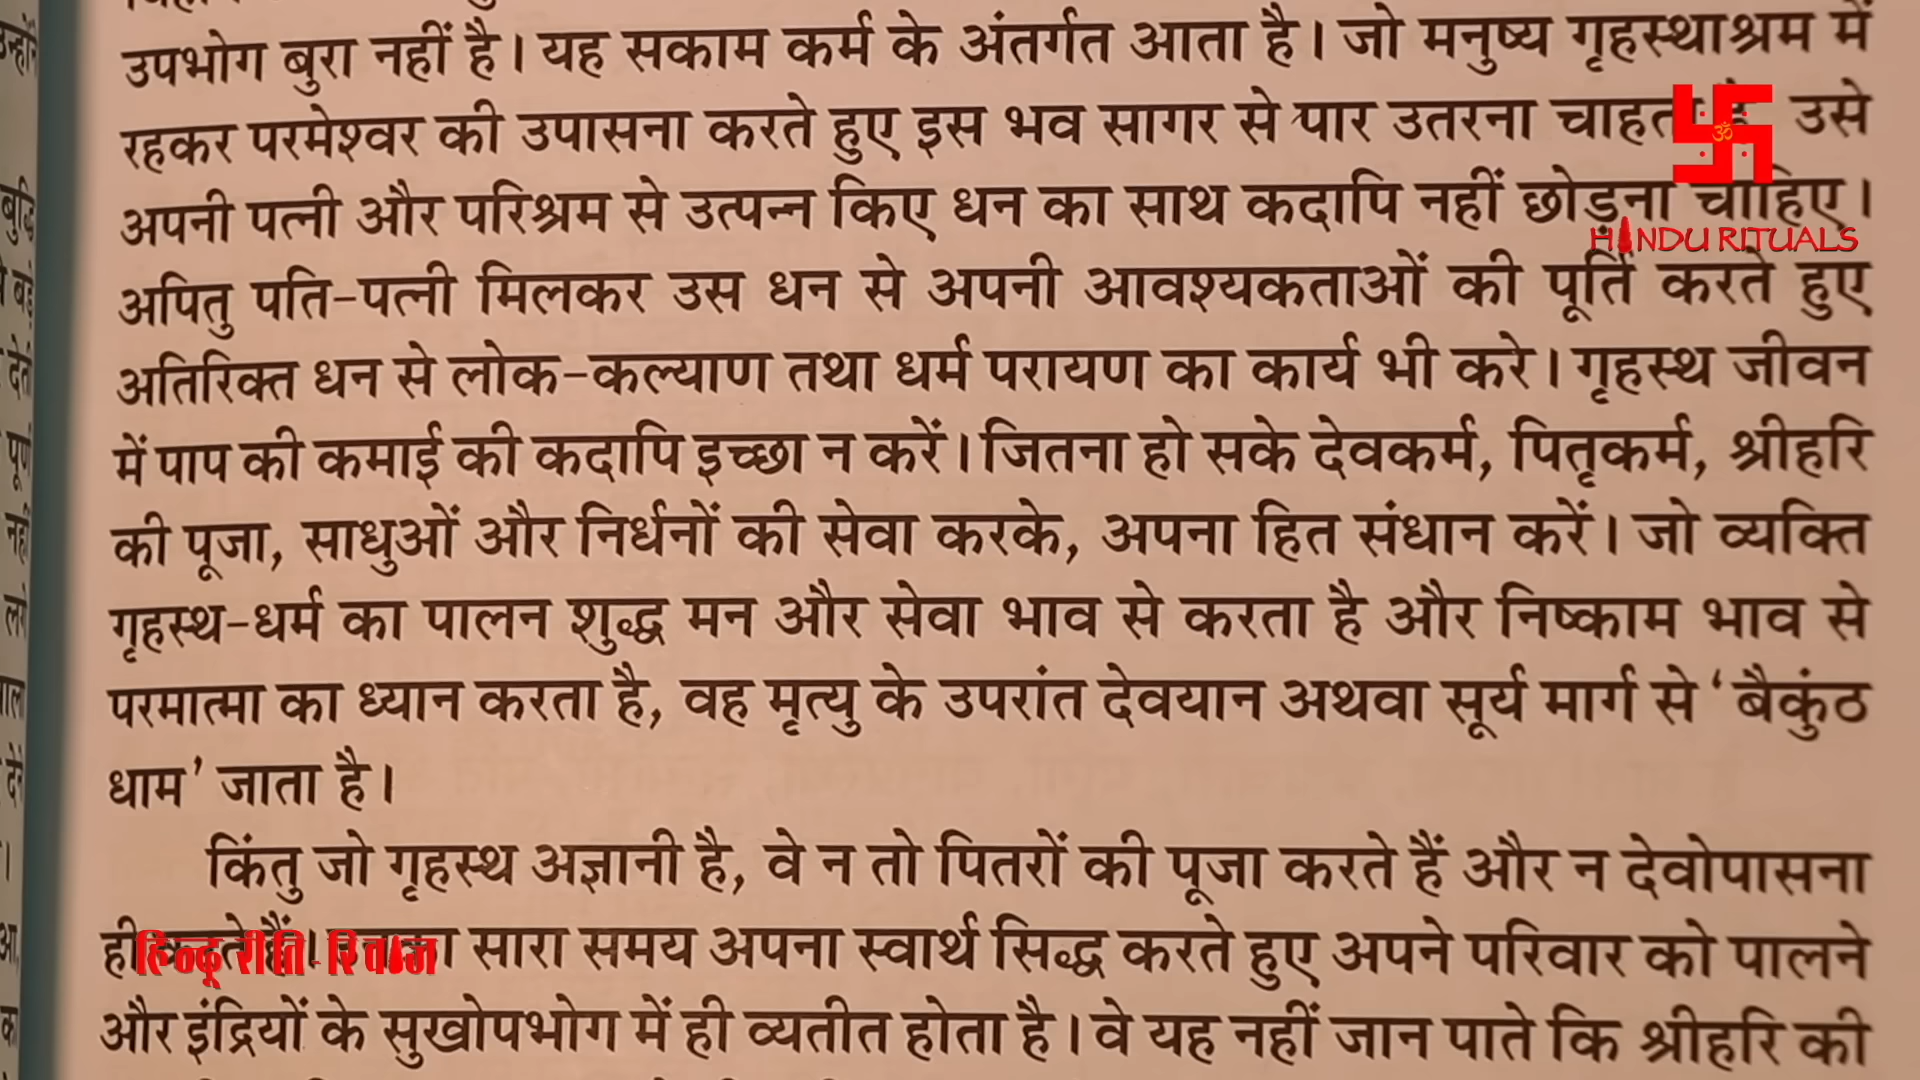 उपभोग बुरा नहीं है। यह सकाम कर्म के अंतर्गत आता है। जो मनुष्य गृहस्थाश्रम में
रहकर परमेश्वर की उपासना करते हुए इस भव सागर से पार उतरना चाहता है उसे
अपनी पत्नी और परिश्रम से उत्पन्न किए धन का साथ कदापि नहीं छोड़ना चाहिए।
HINDU RITUALS
अपितु पति-पत्नी मिलकर उस धन से अपनी आवश्यकताओं की पूर्ति करते हुए
अतिरिक्त धन से लोक-कल्याण तथा धर्म परायण का कार्य भी करे। गृहस्थ जीवन
में पाप की कमाई की कदापि इच्छा न करें। जितना हो सके देवकर्म, पितृकर्म, श्रीहरि
की पूजा, साधुओं और निर्धनों की सेवा करके, अपना हित संधान करें। जो व्यक्ति
गृहस्थ-धर्म का पालन शुद्ध मन और सेवा भाव से करता है और निष्काम भाव से
परमात्मा का ध्यान करता है, वह मृत्यु के उपरांत देवयान अथवा सूर्य मार्ग से ‘बैकुंठ
धाम’ जाता है।
किंतु जो गृहस्थ अज्ञानी है, वे न तो पितरों की पूजा करते हैं और न देवोपासना
ही सारा समय अपना स्वार्थ सिद्ध करते हुए अपने परिवार को पालने
हिन्दू रीति-रिवाज
और इंद्रियों के सुखोपभोग में ही व्यतीत होता है। वे यह नहीं जान पाते कि श्रीहरि की